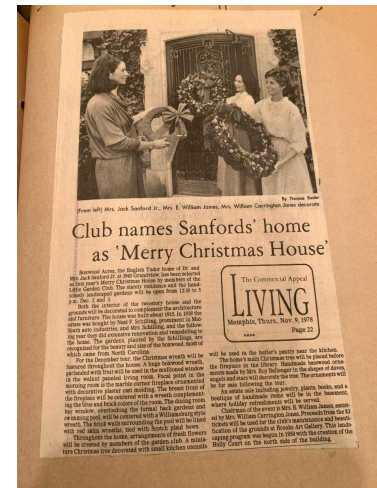 By Thomas Busler
(From left) Mrs. Jack Sanford Jr., Mrs. E. William James, Mrs. William Carrington Jones decorate
Club names Sanfords' home
as 'Merry Christmas House'
Boxwood Acres, the English Tudor home of Dr. and
Mrs. Jack Sanford Jr. at 2949 Grandview, has been selected
as this year's Merry Christmas House by members of the
Little Garden Club. The stately residence and the hand-
somely landscaped gardens will be open from 12:30 to 5
p.m. Dec. 2 and 3.
Both the interior of the two-story house and the
grounds will be decorated to complement the architecture
and furniture. The house was built about 1915. In 1939 the
estate was bought by Neal P. Schilling, prominent in Mid-
South auto industries, and Mrs. Schilling, and the follow-
ing year they did extensive renovation and remodeling to
the home. The gardens, planted by the Schillings, are
recognized for the beauty and size of the boxwood, most of
which came from North Carolina.
For the December tour, the Christmas wreath will be
featured throughout the house. A large boxwood wreath,
garlanded with fruit will be used in the mullioned window
in the walnut paneled living room. Focal point in the
morning room is the marble corner fireplace ornamented
with decorative plaster cast molding. The breast front of
the fireplace will be centered with a wreath complement-
ing the blue and brick colors of the room. The dining room
bay window, overlooking the formal back gardens and
swimming pool, will be centered with a Williamsburg style
wreath. The brick walls surrounding the pool will be lined
with red satin wreaths, tied with Scotch plaid bows.
Throughout the home, arrangements of fresh flowers
will be created by members of the garden club. A minia-
ture Christmas tree decorated with small kitchen utensils
The Commercial Appeal
LIVING
Memphis, Thurs., Nov. 9, 1978
Page 22
will be used in the butler's pantry near the kitchen.
The home's main Christmas tree will be placed before
the fireplace in the library. Handmade boxwood orna-
ments made by Mrs. Roy Ballenger in the shapes of doves,
angels and stars will decorate the tree. The ornaments will
be for sale following the tour.
An estate sale including jewelry, plants, books, and a
boutique of handmade items will be in the basement,
where holiday refreshments will be served.
Chairman of the event is Mrs. E. William James, assist-
ed by Mrs. William Carrington Jones. Proceeds from the $3
tickets will be used for the club's maintenance and beauti-
fication of the grounds at Brooks Art Gallery. This lands-
caping program was begun in 1960 with the creation of the
Holly Court on the north side of the building.